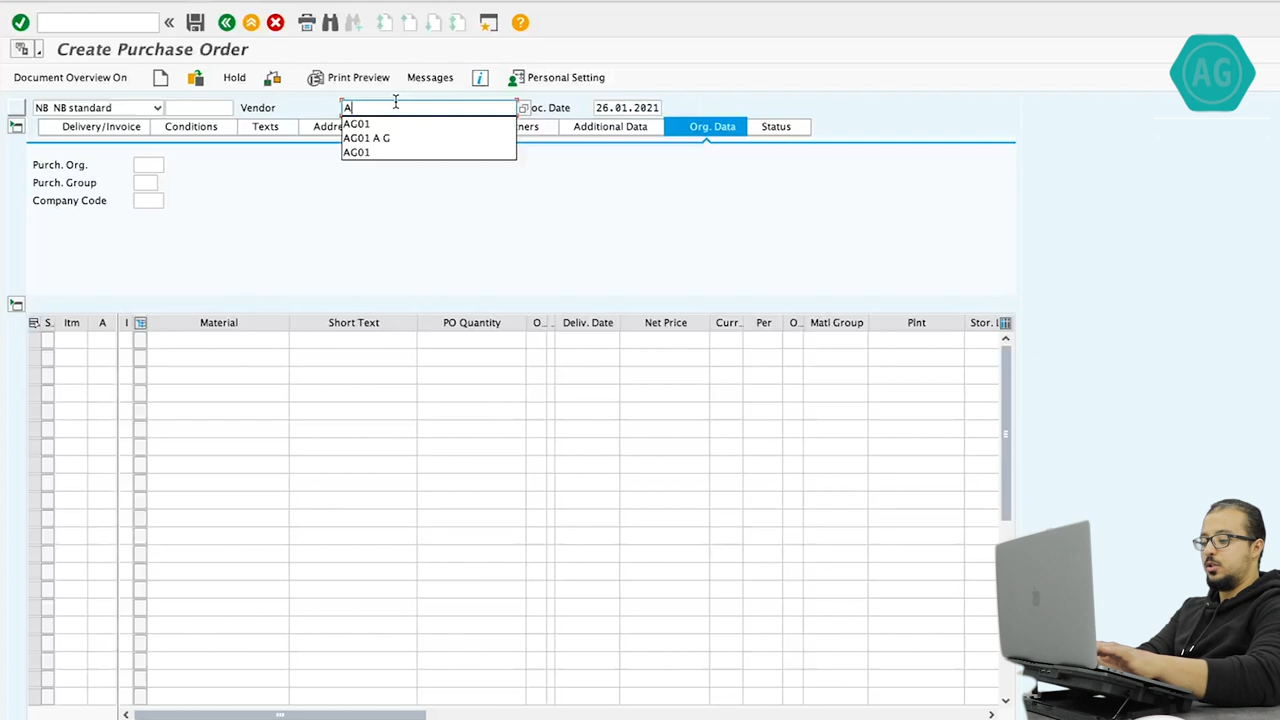 AG
Create Purchase Order
Document Overview On Hold Print Preview Messages Personal Setting
NB NB standard Vendor A oc. Date 26.01.2021
AG01
AG01 A G
AG01
Delivery/Invoice Conditions Texts Addre ners Additional Data Org. Data Status
Purch. Org.
Purch. Group
Company Code
S.. Itm A I Material Short Text PO Quantity O... .. Deliv. Date Net Price Curr... Per O... Matl Group Plnt Stor. L